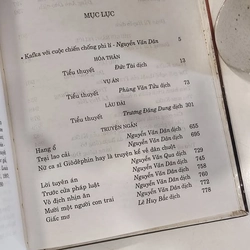 MỤC LỤC
- Kafka với cuộc chiến chống phi lí - Nguyễn Văn Dân 5
HÓA THÂN
Tiểu thuyết Đức Tài dịch 13
VỤ ÁN
Tiểu thuyết Phùng Văn Tửu dịch 73
LÂU ĐÀI
Tiểu thuyết Trương Đăng Dung dịch 301
TRUYỆN NGẮN
Hang ổ Nguyễn Văn Dân dịch 655
Trại lao cải Nguyễn Văn Dân dịch 695
Nữ ca sĩ Giôdêphin hay là truyện kể về dân chuột
Nguyễn Văn Qua dịch 729
Lời tuyên án Nguyễn Văn Dân dịch 745
Trước cửa pháp luật Nguyễn Văn Dân dịch 758
Võ địch nhịn ăn Nguyễn Văn Dân dịch 760
Mười một người con trai Nguyễn Văn Dân dịch 772
Giấc mơ Lê Huy Bắc dịch 778